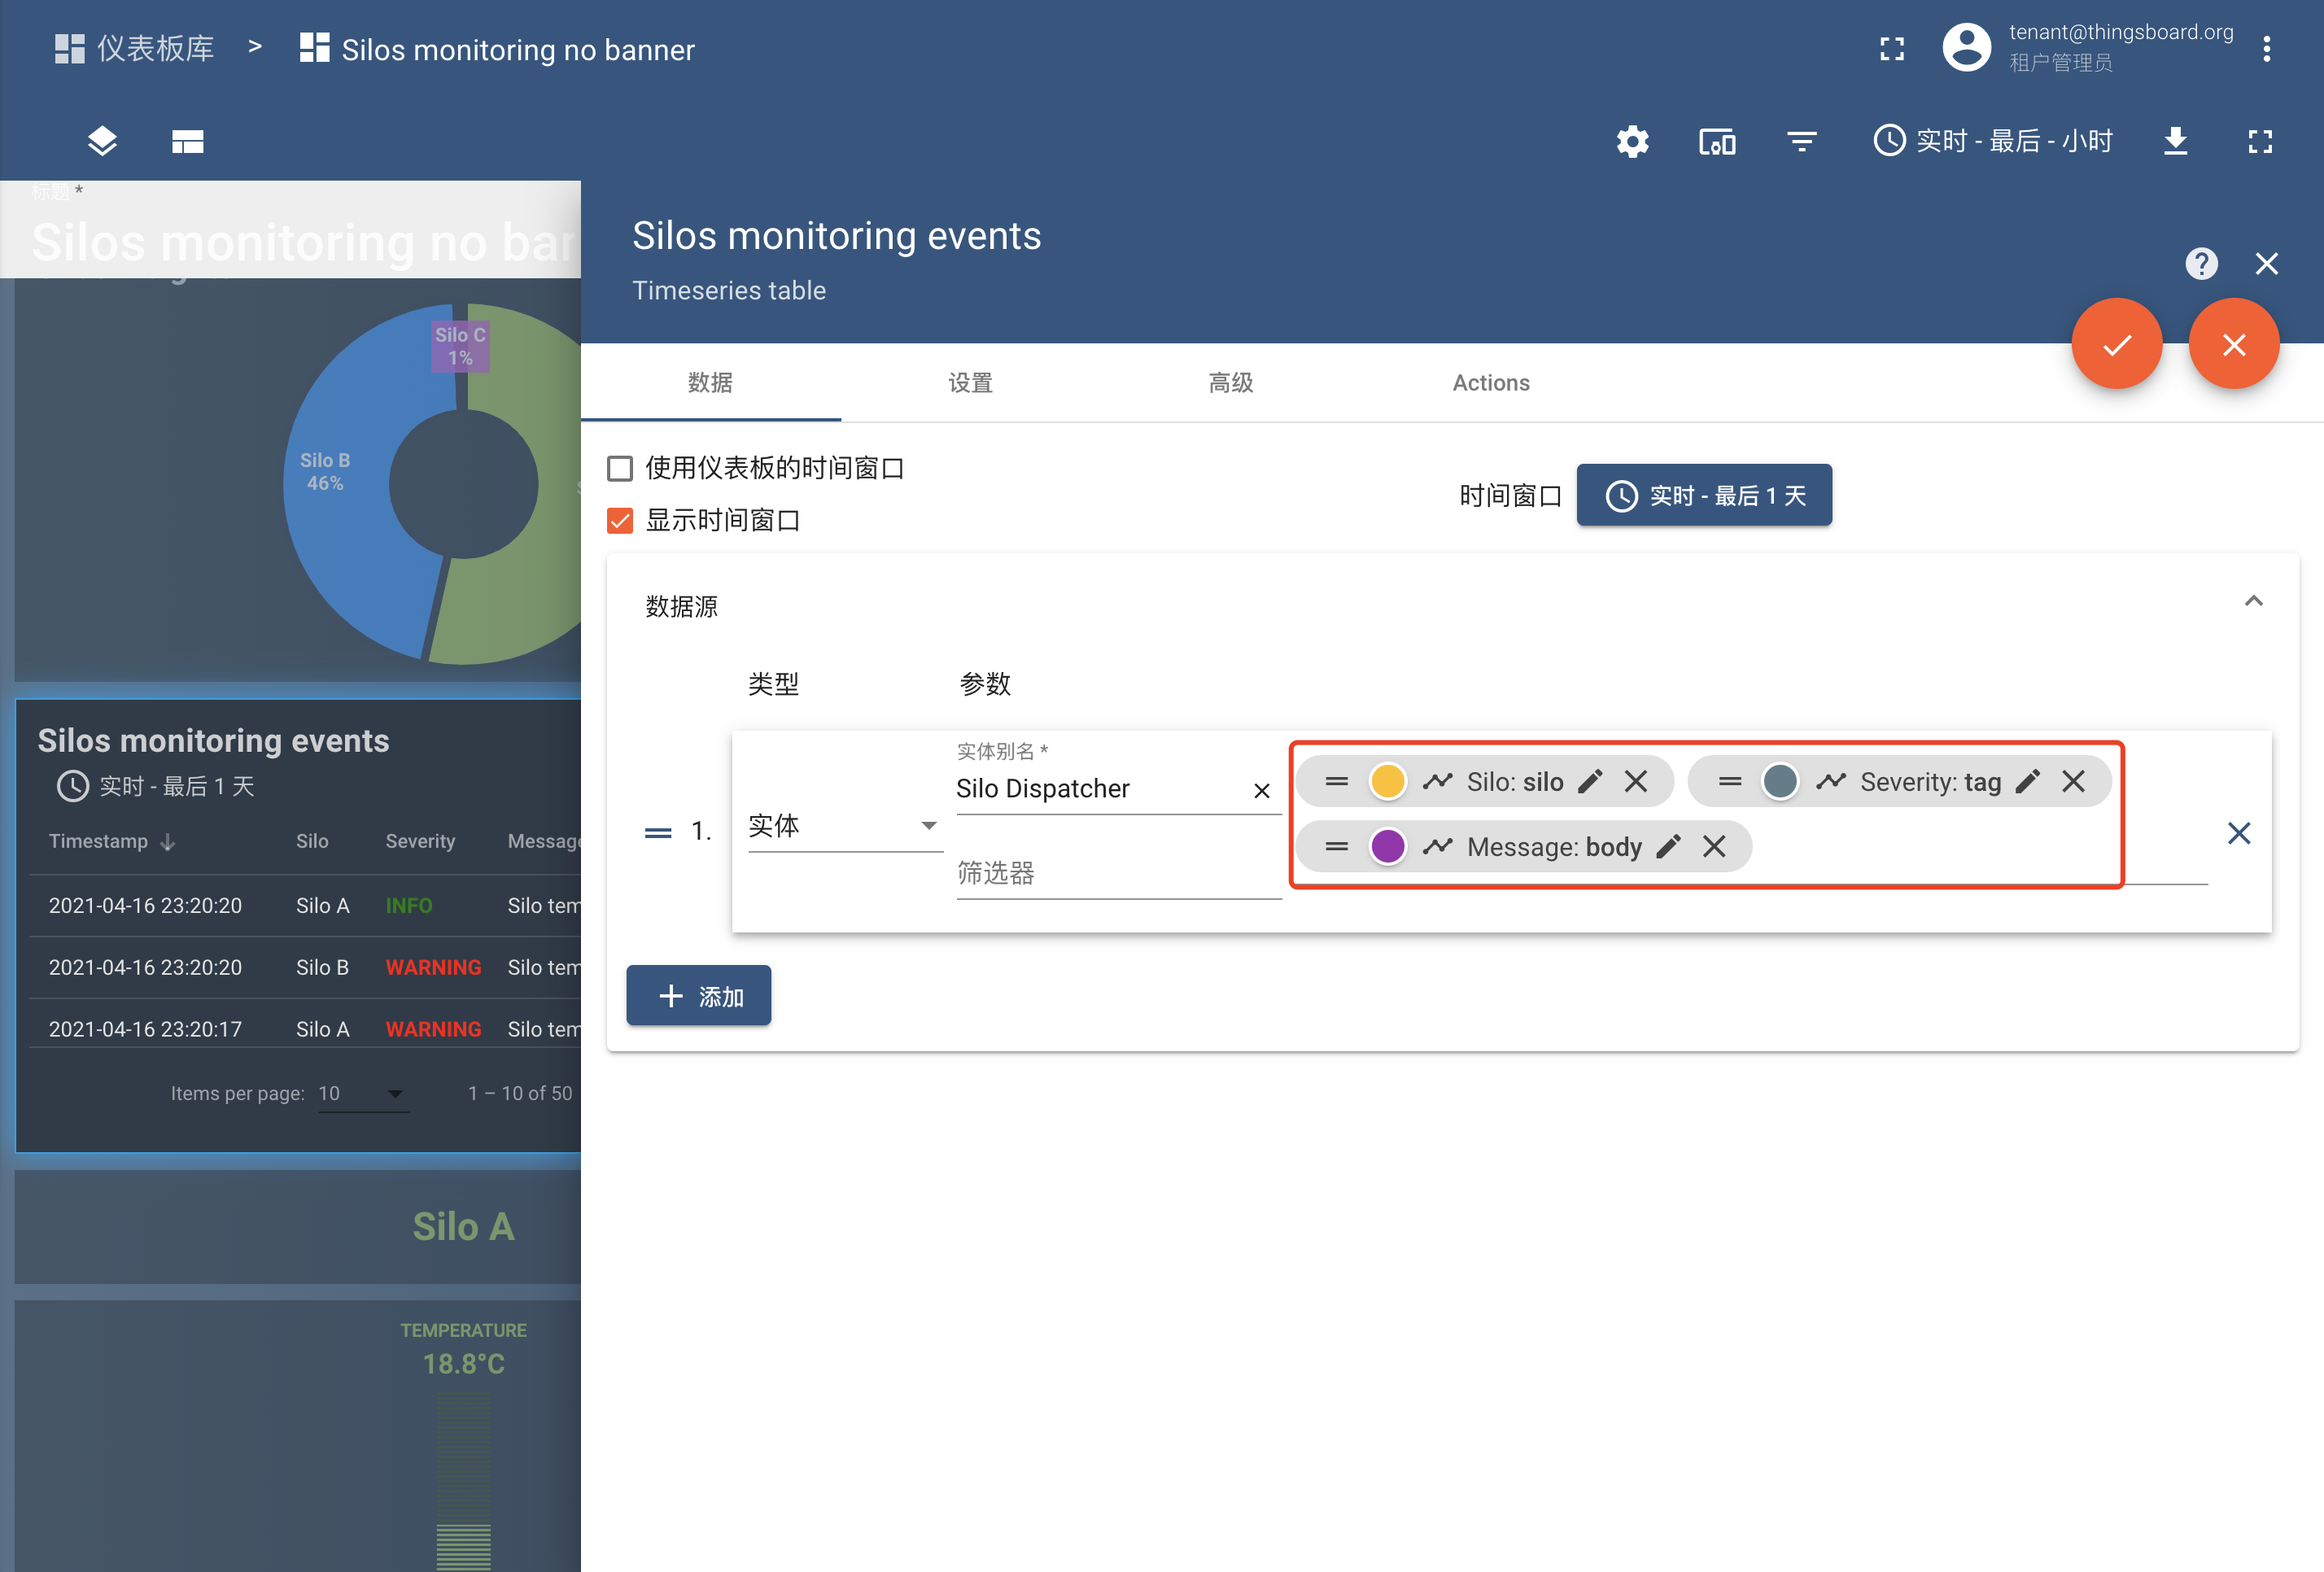 仪表板库 > Silos monitoring no banner
tenant@thingsboard.org
租户管理员
实时 - 最后 - 小时
标题 *
Silos monitoring no bar
Silo C
1%
Silo B
46%
Silos monitoring events
实时 - 最后 1 天
Timestamp Silo Severity Message
2021-04-16 23:20:20 Silo A INFO Silo tem
2021-04-16 23:20:20 Silo B WARNING Silo tem
2021-04-16 23:20:17 Silo A WARNING Silo tem
Items per page: 10 1 – 10 of 50
Silo A
TEMPERATURE
18.8°C
Silos monitoring events
Timeseries table
数据 设置 高级 Actions
使用仪表板的时间窗口
显示时间窗口
时间窗口 实时 - 最后 1 天
数据源
类型 参数
1. 实体
实体别名 *
Silo Dispatcher
筛选器
Silo: silo
Severity: tag
Message: body
添加